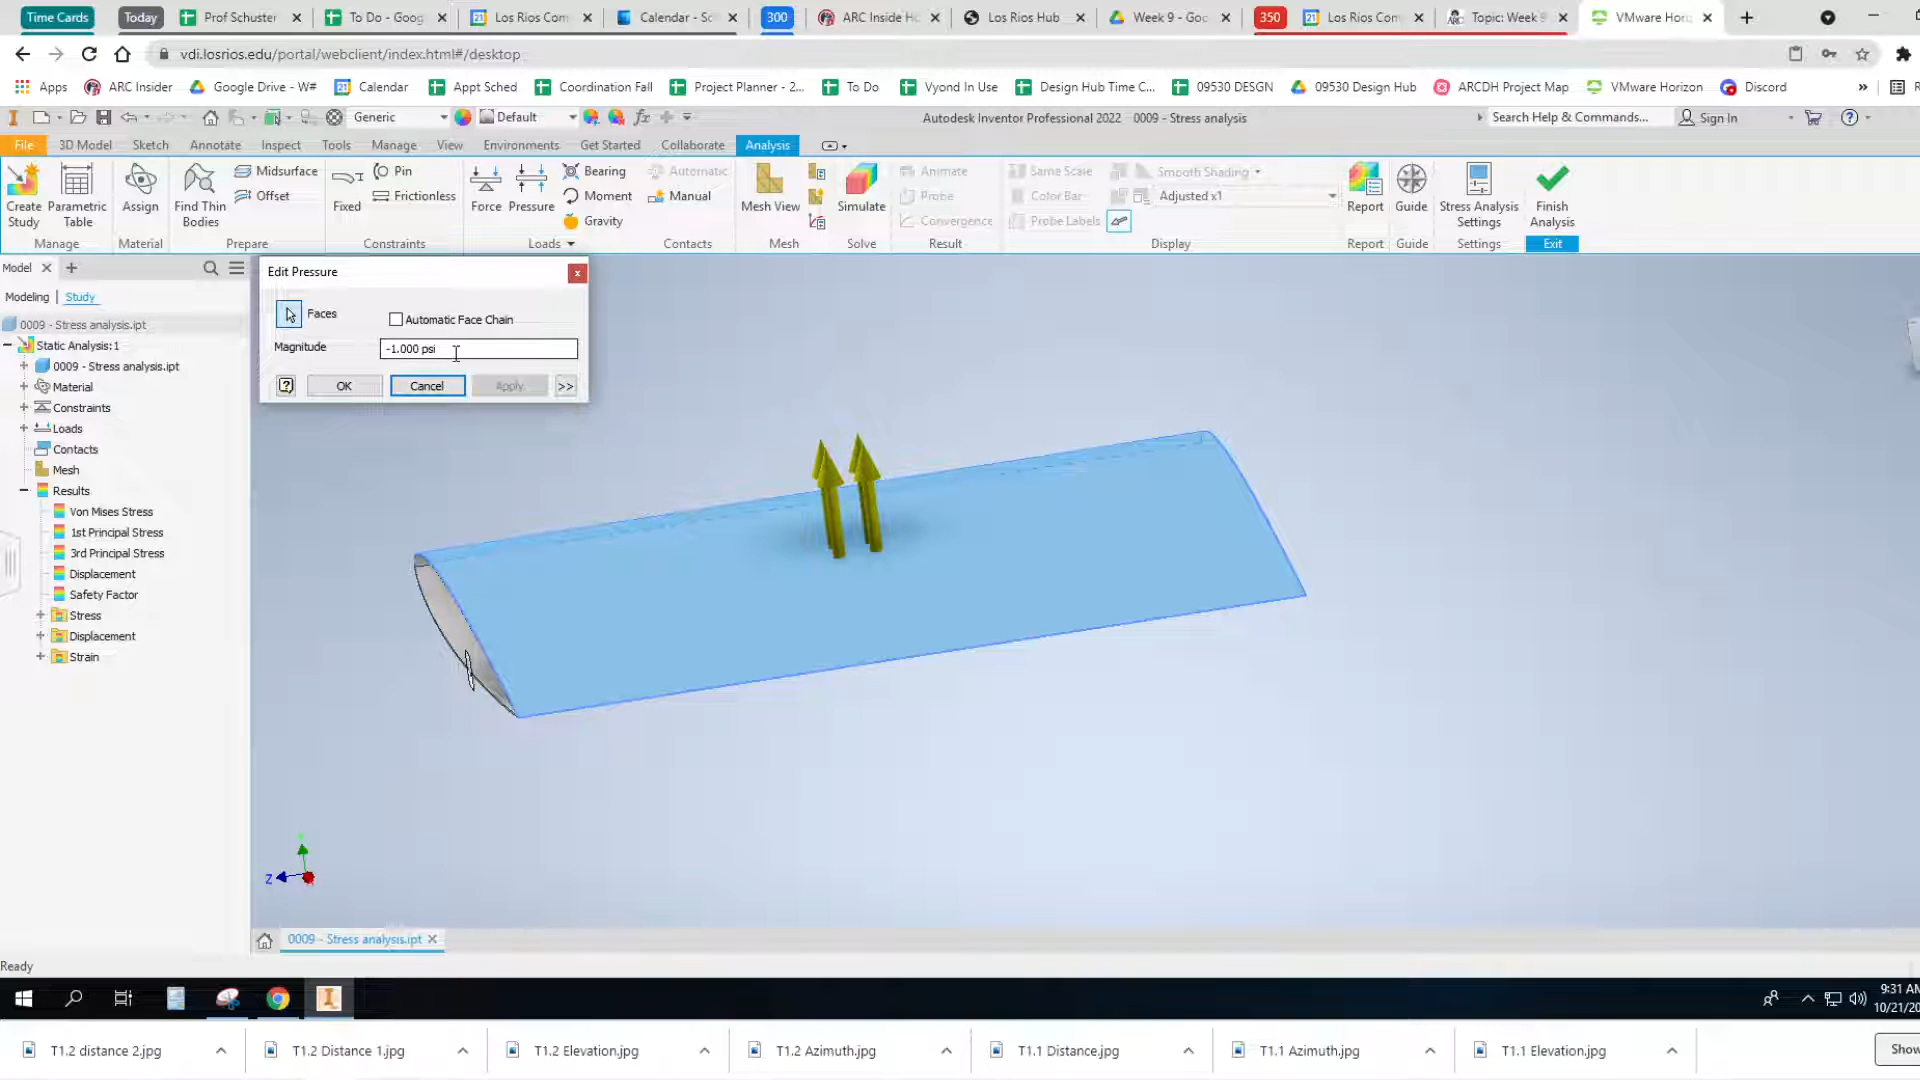 Time Cards Today Prof Schuster To Do - Goog Los Rios Com Calendar - Sc 300 ARC Inside Ho Los Rios Hub Week 9 - Goo 350 Los Rios Com Topic: Week 9 VMware Hori
vdi.losrios.edu/portal/webclient/index.html#/desktop
Apps ARC Insider Google Drive - W# Calendar Appt Sched Coordination Fall Project Planner - 2... To Do Vyond In Use Design Hub Time C... 09530 DESGN 09530 Design Hub ARCDH Project Map VMware Horizon Discord »
Generic Default Autodesk Inventor Professional 2022 0009 - Stress analysis Search Help & Commands... Sign In
File 3D Model Sketch Annotate Inspect Tools Manage View Environments Get Started Collaborate Analysis
Create Study Parametric Table Assign Find Thin Bodies Midsurface Offset Fixed Pin Frictionless Force Pressure Bearing Moment Gravity Automatic Manual Mesh View Simulate Animate Probe Convergence Same Scale Color Bar Probe Labels Smooth Shading Adjusted x1 Report Guide Stress Analysis Settings Finish Analysis
Manage Material Prepare Constraints Loads Contacts Mesh Solve Result Display Report Guide Settings Exit
Model
Modeling | Study
0009 - Stress analysis.ipt
Static Analysis:1
0009 - Stress analysis.ipt
Material
Constraints
Loads
Contacts
Mesh
Results
Von Mises Stress
1st Principal Stress
3rd Principal Stress
Displacement
Safety Factor
Stress
Displacement
Strain
Edit Pressure
Faces
Automatic Face Chain
Magnitude
-1.000 psi
OK Cancel Apply >>
Z
0009 - Stress analysis.ipt
Ready
9:31 AM
10/21/20
T1.2 distance 2.jpg T1.2 Distance 1.jpg T1.2 Elevation.jpg T1.2 Azimuth.jpg T1.1 Distance.jpg T1.1 Azimuth.jpg T1.1 Elevation.jpg Show